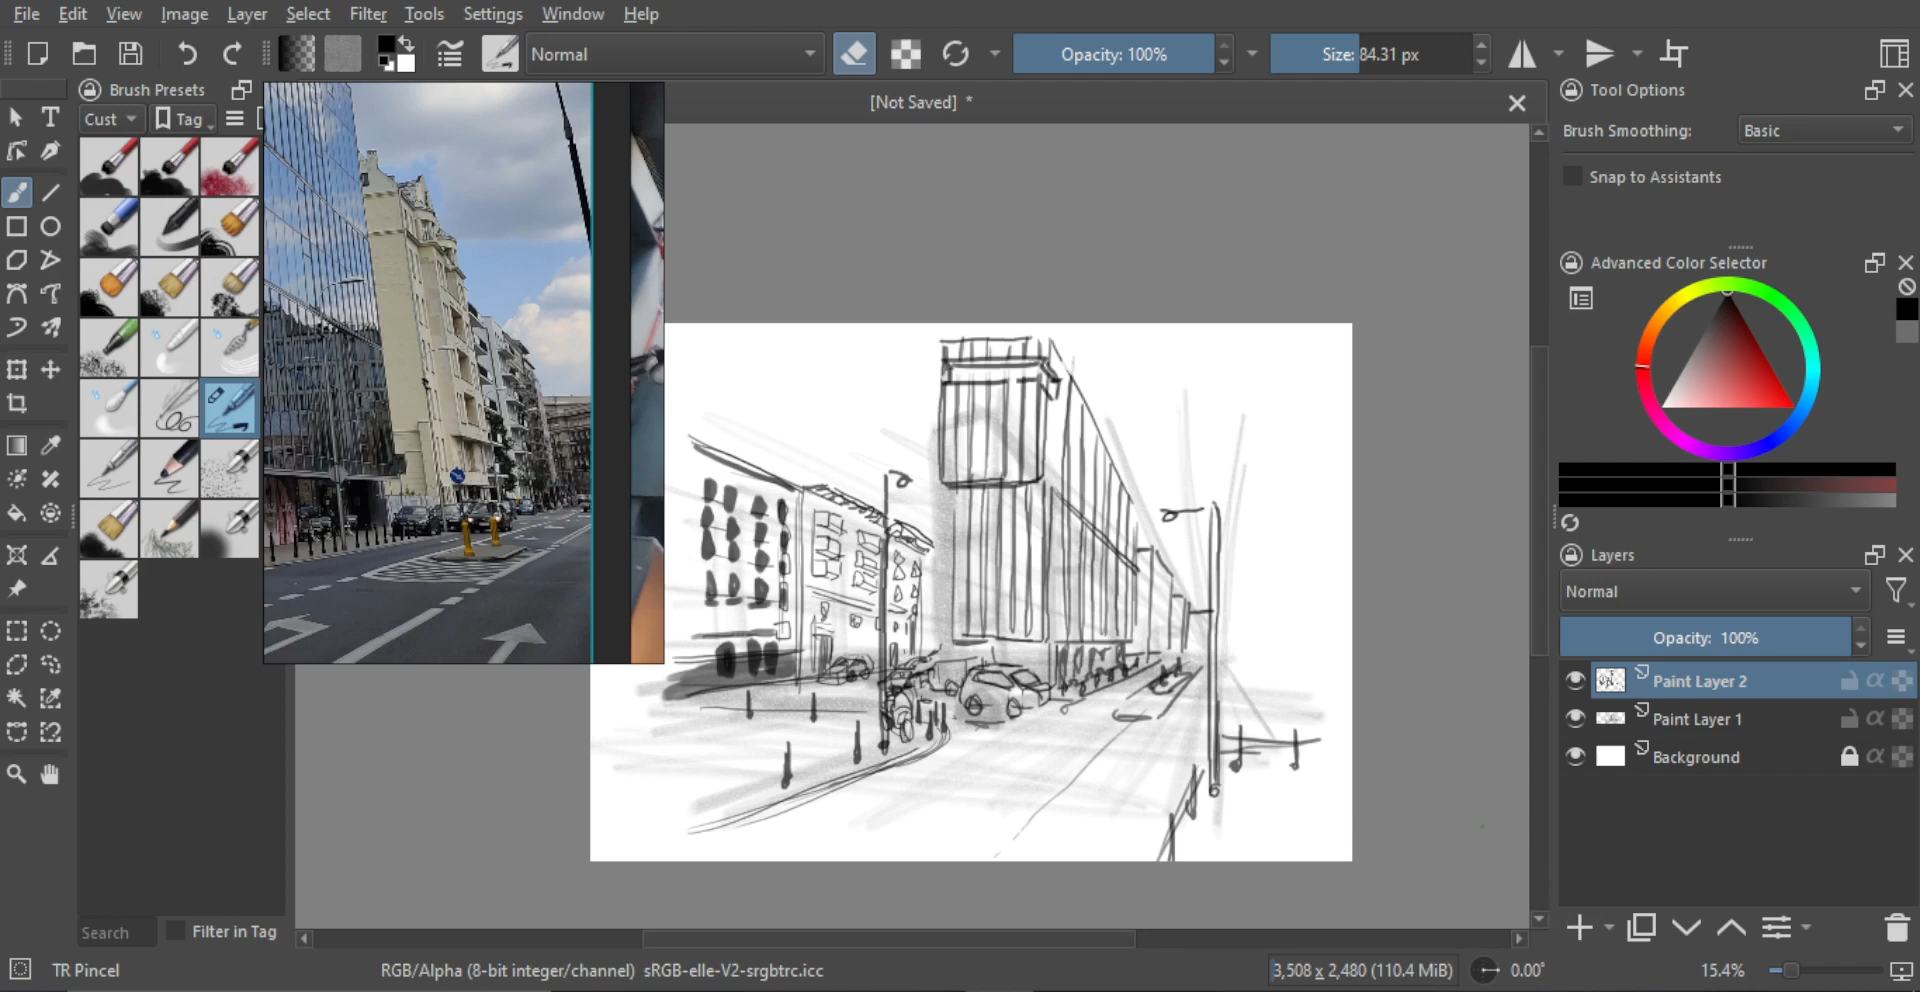 File Edit View Image Layer Select Filter Tools Settings Window Help
Normal
Opacity: 100%
Size: 84.31 px
Brush Presets
Cust
Tag
[Not Saved] *
Tool Options
Brush Smoothing:
Basic
Snap to Assistants
Advanced Color Selector
Layers
Normal
Opacity: 100%
Paint Layer 2
Paint Layer 1
Background
Search
Filter in Tag
TR Pincel
RGB/Alpha (8-bit integer/channel) sRGB-elle-V2-srgbtrc.icc
3,508 x 2,480 (110.4 MiB)
0.00°
15.4%